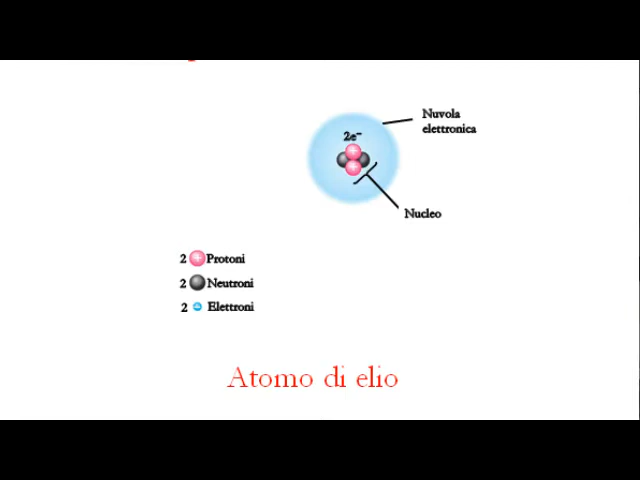 Nuvola
elettronica
2e⁻
+
+
Nucleo
2 + Protoni
2 Neutroni
2 − Elettroni
Atomo di elio